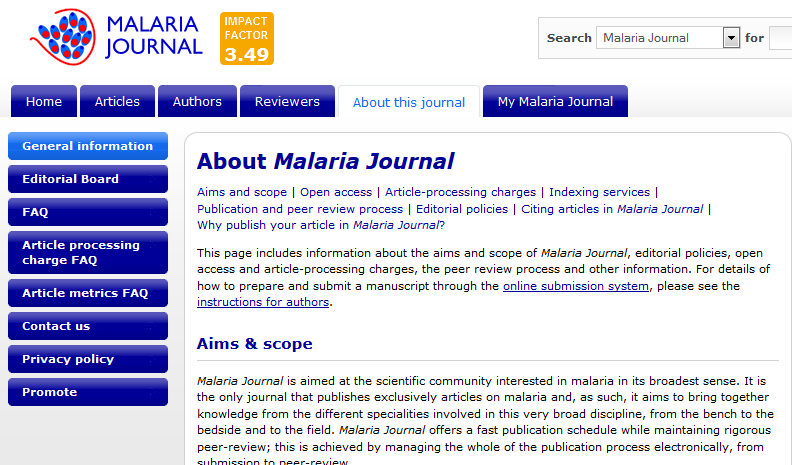 MALARIA
JOURNAL
IMPACT
FACTOR
3.49
Search Malaria Journal for
Home Articles Authors Reviewers About this journal My Malaria Journal
General information
Editorial Board
FAQ
Article processing
charge FAQ
Article metrics FAQ
Contact us
Privacy policy
Promote
About Malaria Journal
Aims and scope | Open access | Article-processing charges | Indexing services |
Publication and peer review process | Editorial policies | Citing articles in Malaria Journal |
Why publish your article in Malaria Journal?
This page includes information about the aims and scope of Malaria Journal, editorial policies, open
access and article-processing charges, the peer review process and other information. For details of
how to prepare and submit a manuscript through the online submission system, please see the
instructions for authors.
Aims & scope
Malaria Journal is aimed at the scientific community interested in malaria in its broadest sense. It is
the only journal that publishes exclusively articles on malaria and, as such, it aims to bring together
knowledge from the different specialities involved in this very broad discipline, from the bench to the
bedside and to the field. Malaria Journal offers a fast publication schedule while maintaining rigorous
peer-review; this is achieved by managing the whole of the publication process electronically, from
submission to peer-review.